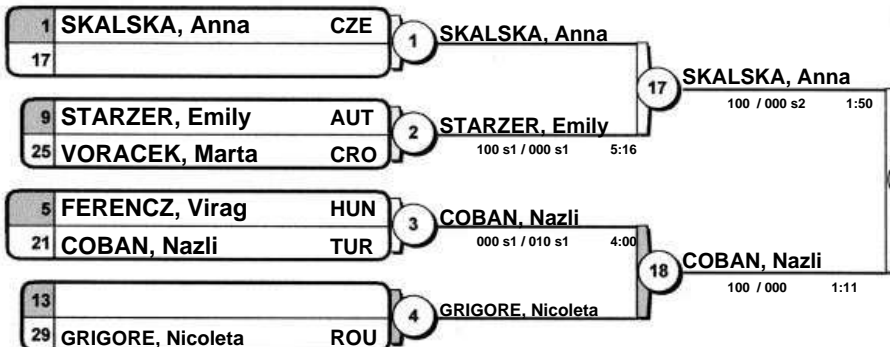 1 SKALSKA, Anna CZE
17
1 SKALSKA, Anna
9 STARZER, Emily AUT
25 VORACEK, Marta CRO
2 STARZER, Emily
100 s1 / 000 s1 5:16
17 SKALSKA, Anna
100 / 000 s2 1:50
5 FERENCZ, Virag HUN
21 COBAN, Nazli TUR
3 COBAN, Nazli
000 s1 / 010 s1 4:00
13
29 GRIGORE, Nicoleta ROU
4 GRIGORE, Nicoleta
18 COBAN, Nazli
100 / 000 1:11